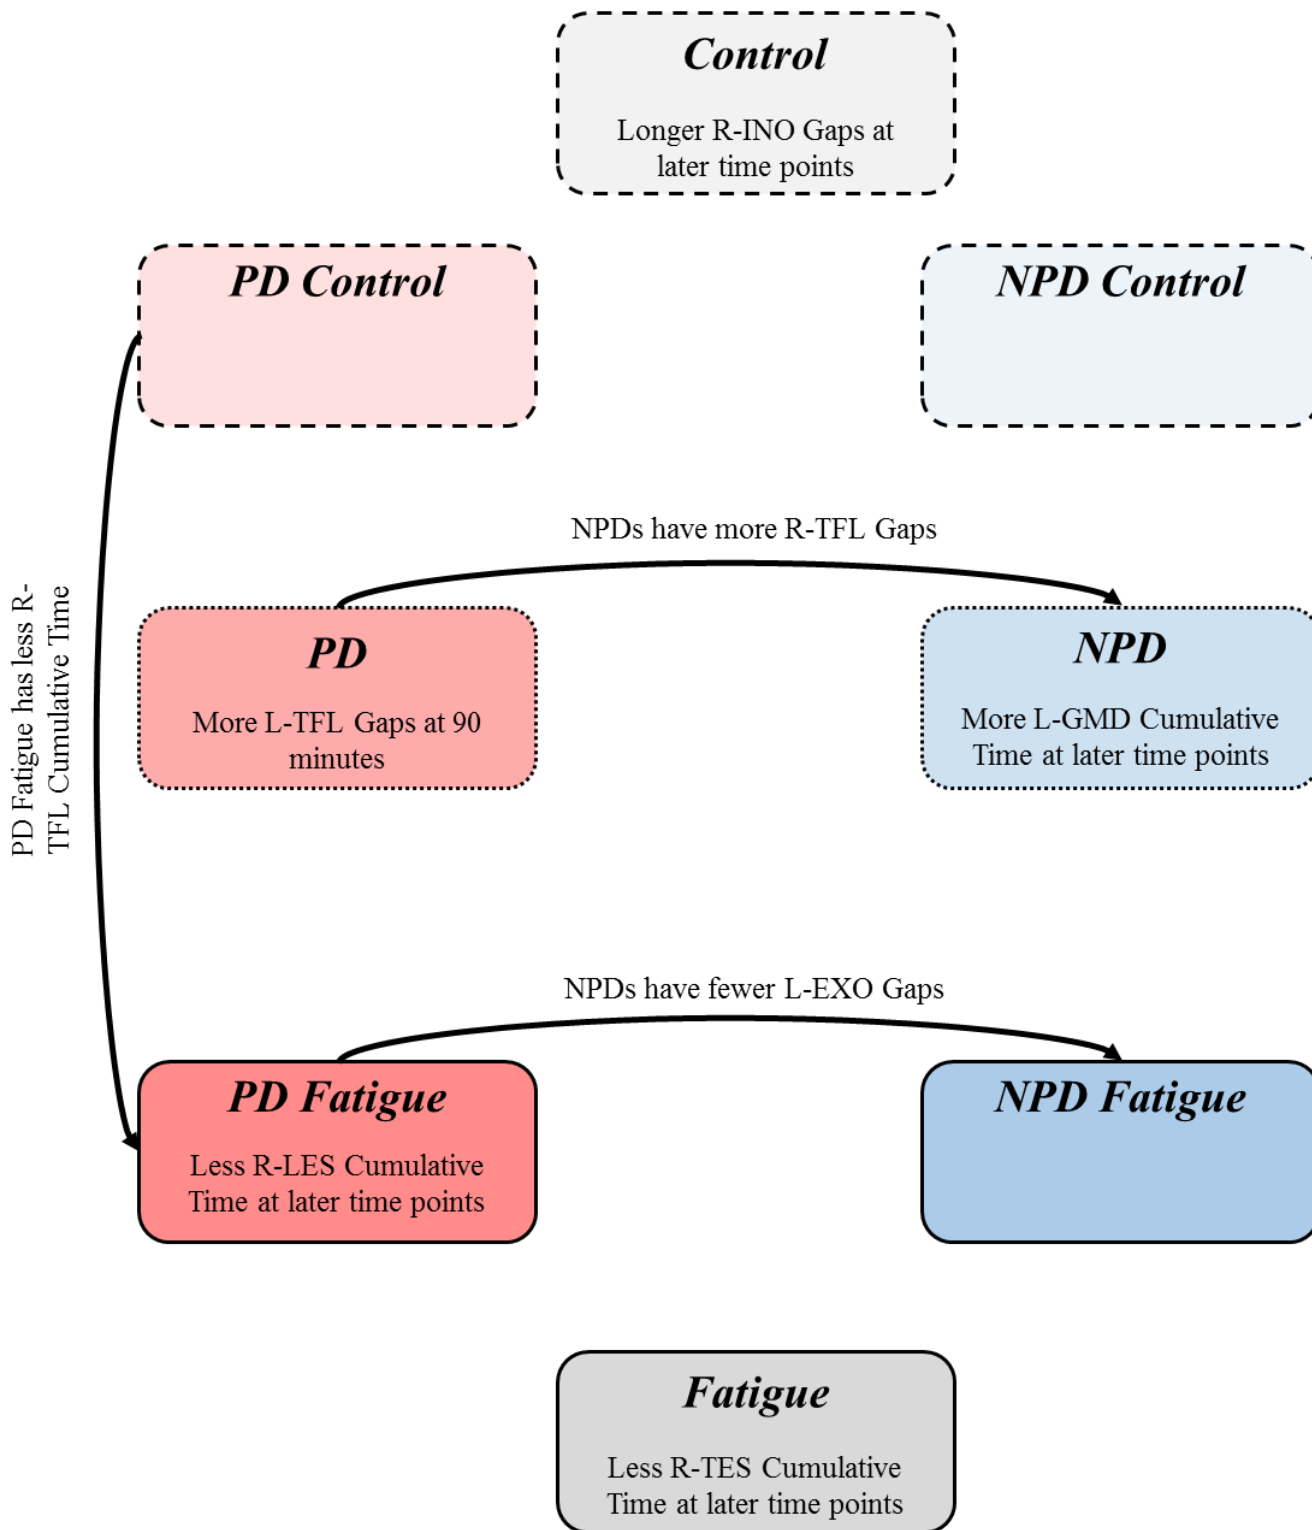 Control
Longer R-INO Gaps at
later time points
PD Control
NPD Control
PD Fatigue has less R-
TFL Cumulative Time
NPDs have more R-TFL Gaps
PD
More L-TFL Gaps at 90
minutes
NPD
More L-GMD Cumulative
Time at later time points
NPDs have fewer L-EXO Gaps
PD Fatigue
Less R-LES Cumulative
Time at later time points
NPD Fatigue
Fatigue
Less R-TES Cumulative
Time at later time points